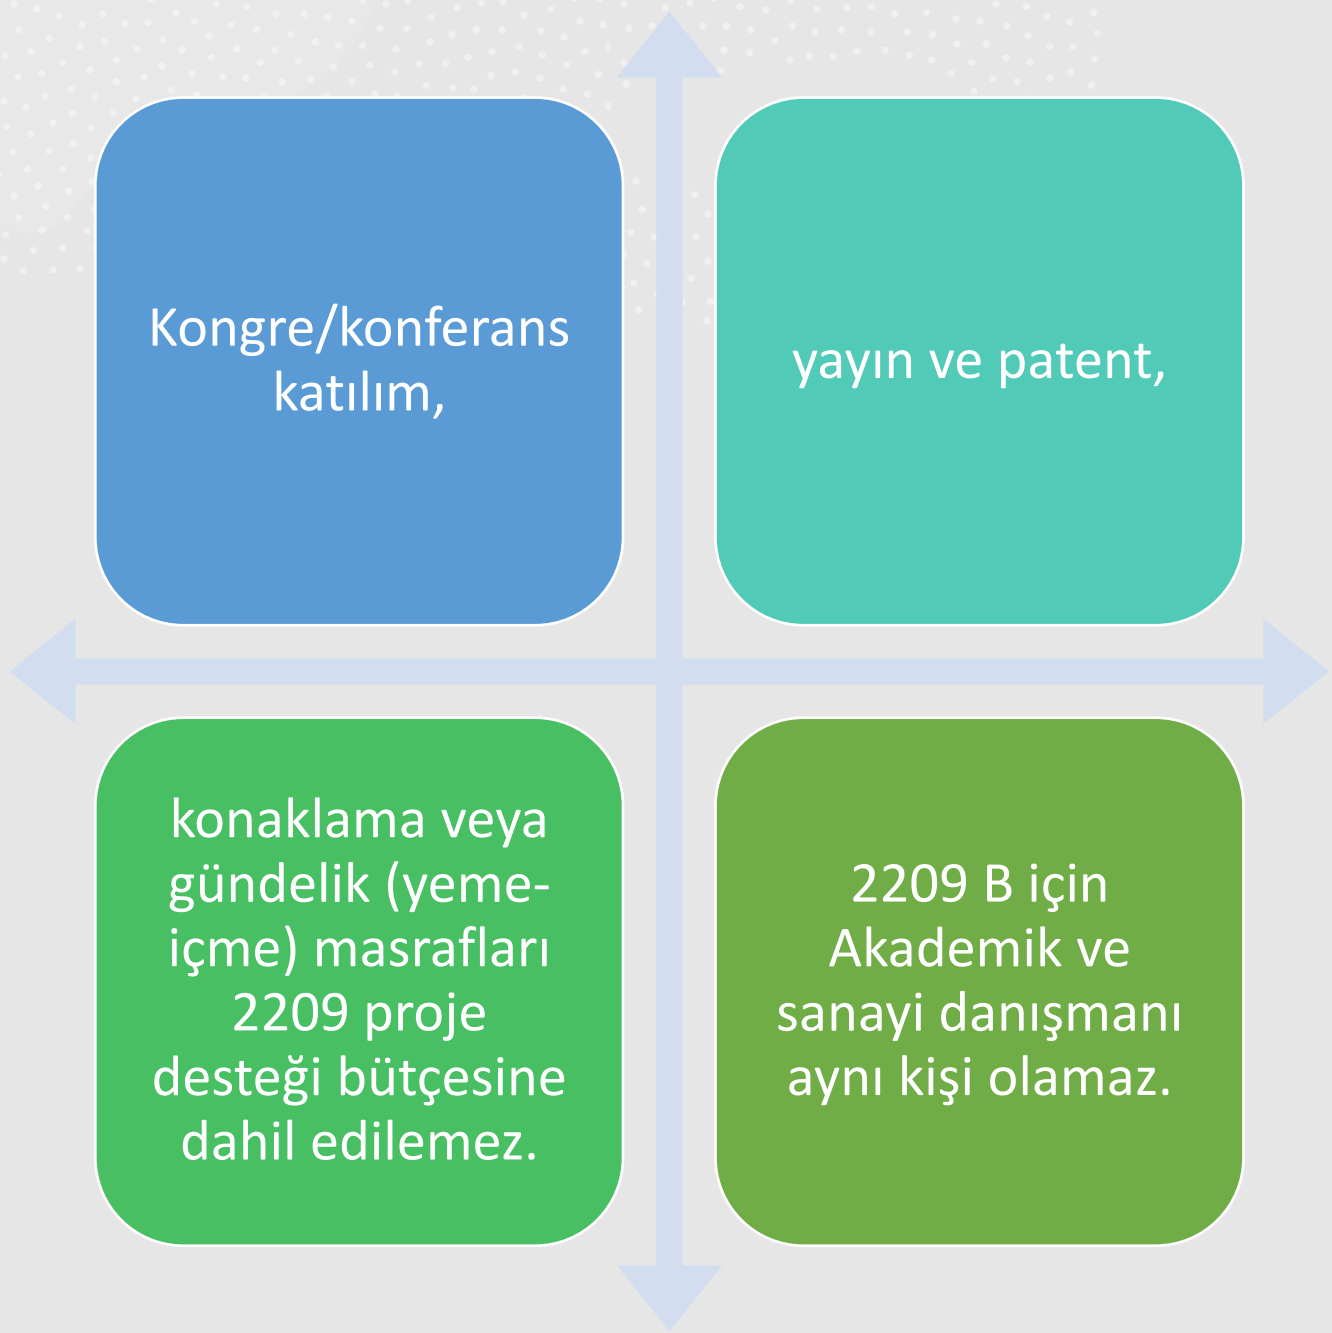 Kongre/konferans
katılım,
yayın ve patent,
konaklama veya
gündelik (yeme-
içme) masrafları
2209 proje
desteği bütçesine
dahil edilemez.
2209 B için
Akademik ve
sanayi danışmanı
aynı kişi olamaz.